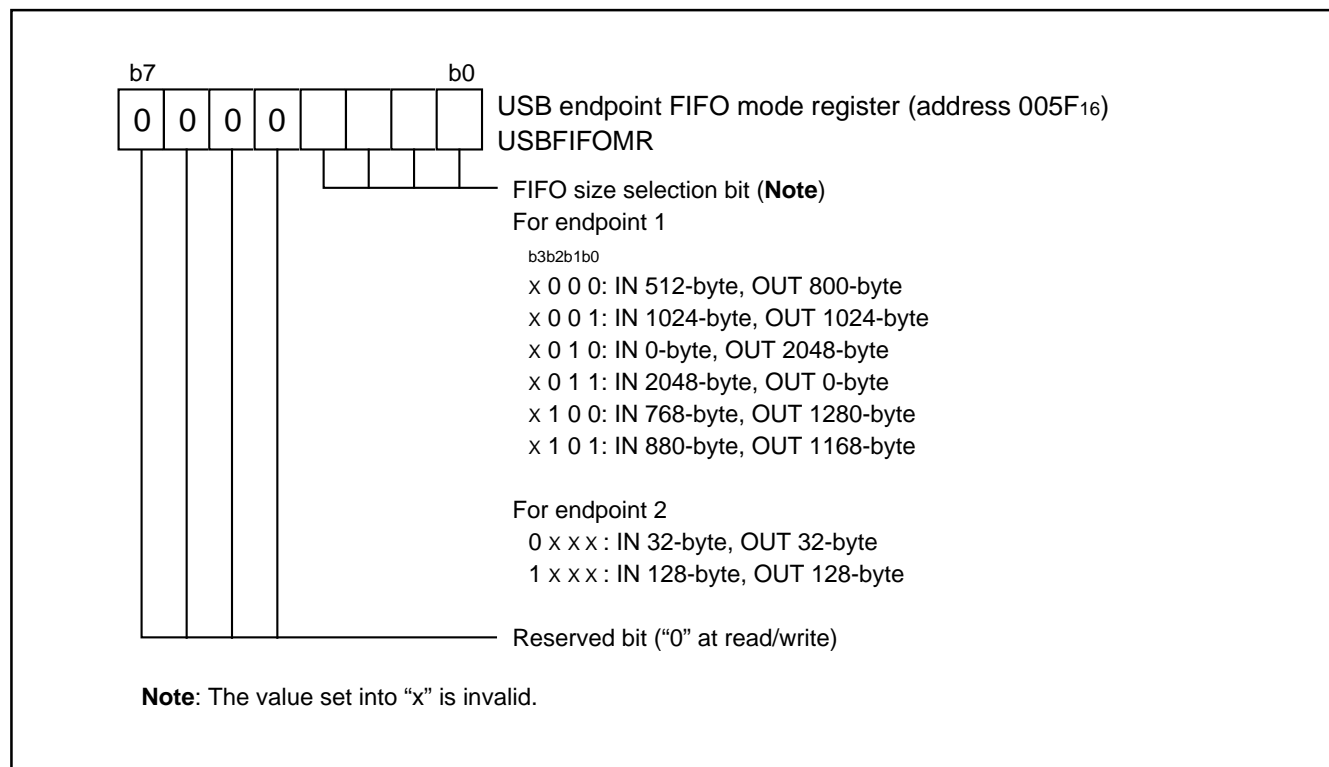 b7 b0
0 0 0 0
USB endpoint FIFO mode register (address 005F16)
USBFIFOMR
FIFO size selection bit (Note)
For endpoint 1
b3b2b1b0
x 0 0 0: IN 512-byte, OUT 800-byte
x 0 0 1: IN 1024-byte, OUT 1024-byte
x 0 1 0: IN 0-byte, OUT 2048-byte
x 0 1 1: IN 2048-byte, OUT 0-byte
x 1 0 0: IN 768-byte, OUT 1280-byte
x 1 0 1: IN 880-byte, OUT 1168-byte
For endpoint 2
0 x x x : IN 32-byte, OUT 32-byte
1 x x x : IN 128-byte, OUT 128-byte
Reserved bit (“0” at read/write)
Note: The value set into “x” is invalid.